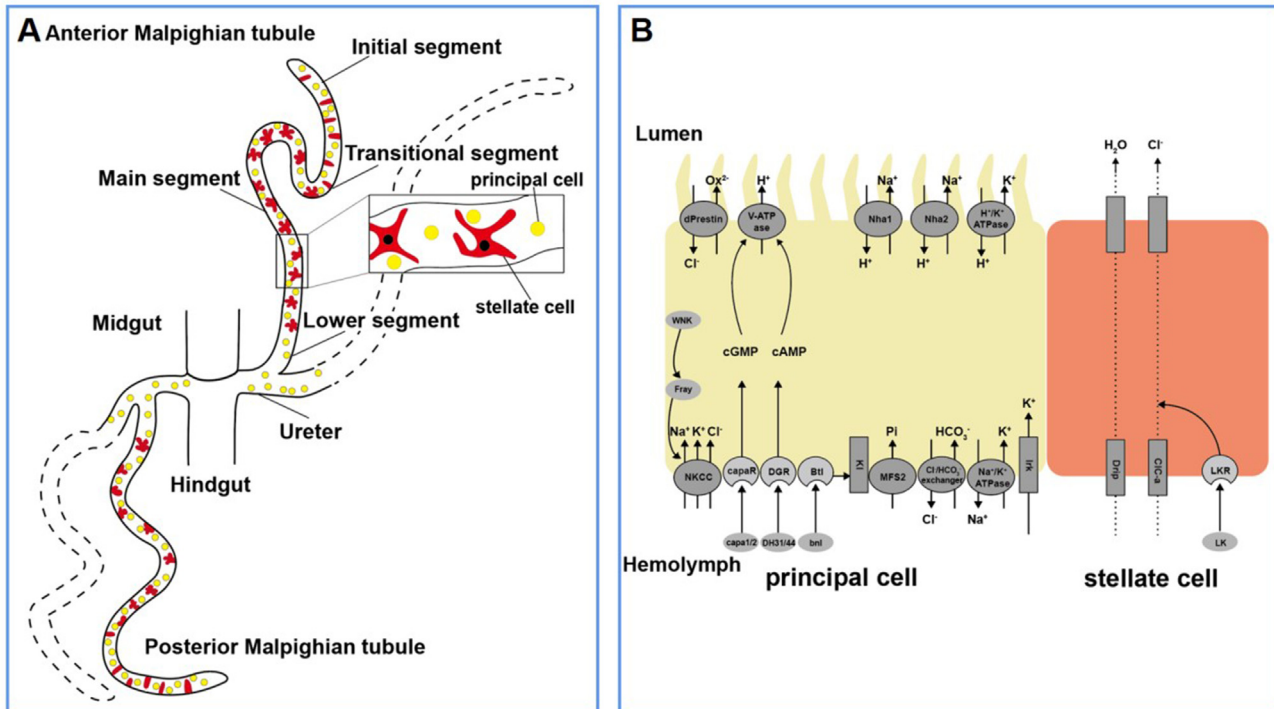 A
Anterior Malpighian tubule
Initial segment
Transitional segment
principal cell
Main segment
stellate cell
Lower segment
Midgut
Ureter
Hindgut
Posterior Malpighian tubule
B
Lumen
H₂O
Cl⁻
Ox²⁻
H⁺
Na⁺
Na⁺
K⁺
dPrestin
V-ATP
ase
Nha1
Nha2
H⁺/K⁺
ATPase
Cl⁻
H⁺
H⁺
H⁺
WNK
cGMP
cAMP
Fray
K⁺
Na⁺ K⁺ Cl⁻
Pi
HCO₃⁻
K⁺
NKCC
capaR
DGR
Btl
Kl
MFS2
Cl⁻/HCO₃⁻
exchanger
Na⁺/K⁺
ATPase
Irk
Drip
ClC-a
LKR
Cl⁻
Na⁺
capa1/2
DH31/44
bnl
LK
Hemolymph
principal cell
stellate cell